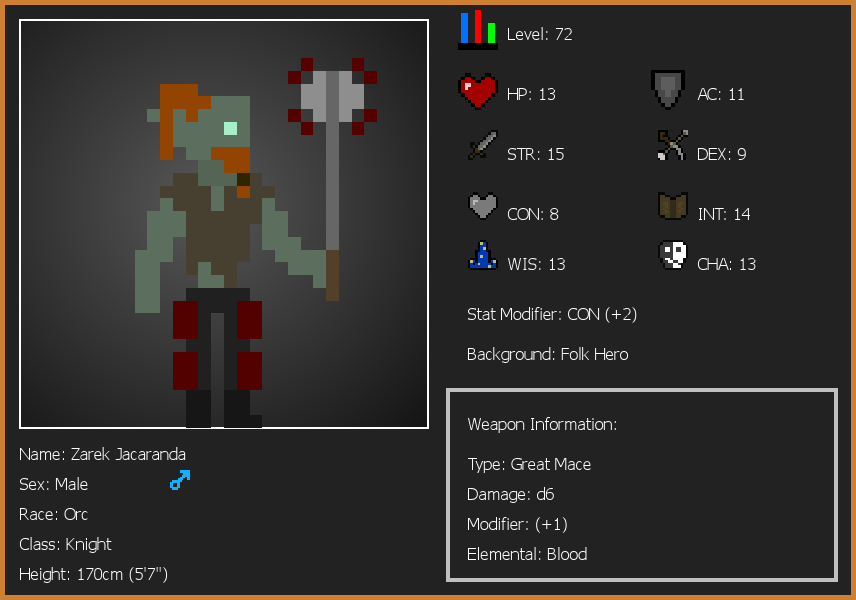 Level: 72
HP: 13
AC: 11
STR: 15
DEX: 9
CON: 8
INT: 14
WIS: 13
CHA: 13
Stat Modifier: CON (+2)
Background: Folk Hero
Weapon Information:
Type: Great Mace
Damage: d6
Modifier: (+1)
Elemental: Blood
Name: Zarek Jacaranda
Sex: Male
Race: Orc
Class: Knight
Height: 170cm (5'7")